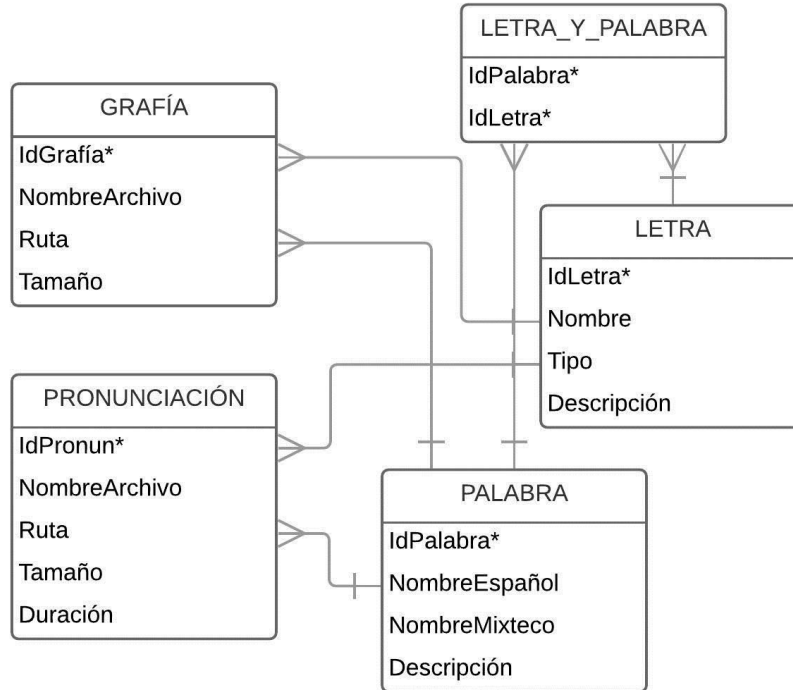 LETRA_Y_PALABRA
IdPalabra*
IdLetra*
GRAFÍA
IdGrafía*
NombreArchivo
Ruta
Tamaño
LETRA
IdLetra*
Nombre
Tipo
Descripción
PRONUNCIACIÓN
IdPronun*
NombreArchivo
Ruta
Tamaño
Duración
PALABRA
IdPalabra*
NombreEspañol
NombreMixteco
Descripción